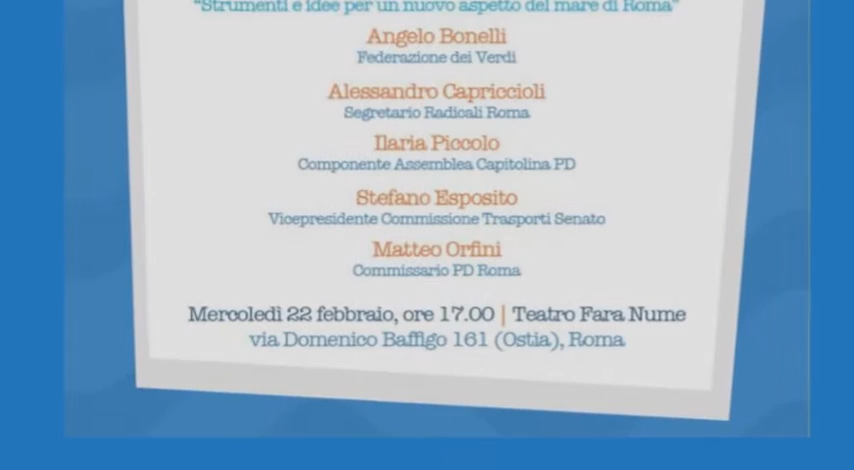 "Strumenti e idee per un nuovo aspetto del mare di Roma"
Angelo Bonelli
Federazione dei Verdi
Alessandro Capriccioli
Segretario Radicali Roma
Ilaria Piccolo
Componente Assemblea Capitolina PD
Stefano Esposito
Vicepresidente Commissione Trasporti Senato
Matteo Orfini
Commissario PD Roma
Mercoledì 22 febbraio, ore 17.00 | Teatro Fara Nume
via Domenico Baffigo 161 (Ostia), Roma